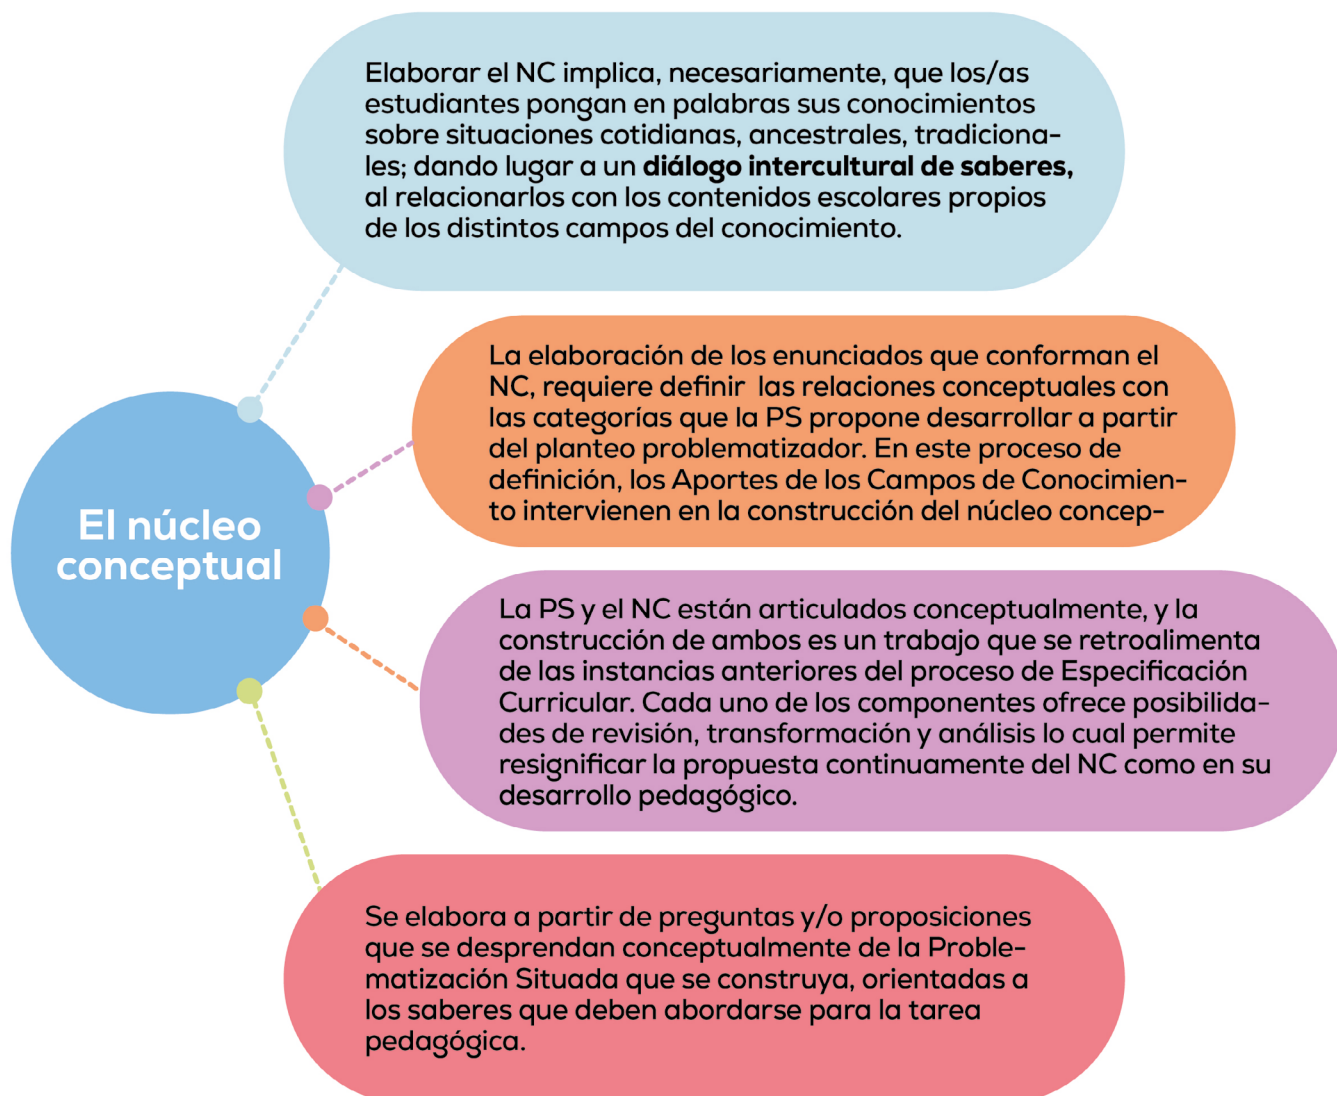 Elaborar el NC implica, necesariamente, que los/as
estudiantes pongan en palabras sus conocimientos
sobre situaciones cotidianas, ancestrales, tradiciona-
les; dando lugar a un diálogo intercultural de saberes,
al relacionarlos con los contenidos escolares propios
de los distintos campos del conocimiento.
La elaboración de los enunciados que conforman el
NC, requiere definir las relaciones conceptuales con
las categorías que la PS propone desarrollar a partir
del planteo problematizador. En este proceso de
definición, los Aportes de los Campos de Conocimien-
to intervienen en la construcción del núcleo concep-
El núcleo
conceptual
La PS y el NC están articulados conceptualmente, y la
construcción de ambos es un trabajo que se retroalimenta
de las instancias anteriores del proceso de Especificación
Curricular. Cada uno de los componentes ofrece posibilida-
des de revisión, transformación y análisis lo cual permite
resignificar la propuesta continuamente del NC como en su
desarrollo pedagógico.
Se elabora a partir de preguntas y/o proposiciones
que se desprendan conceptualmente de la Proble-
matización Situada que se construya, orientadas a
los saberes que deben abordarse para la tarea
pedagógica.